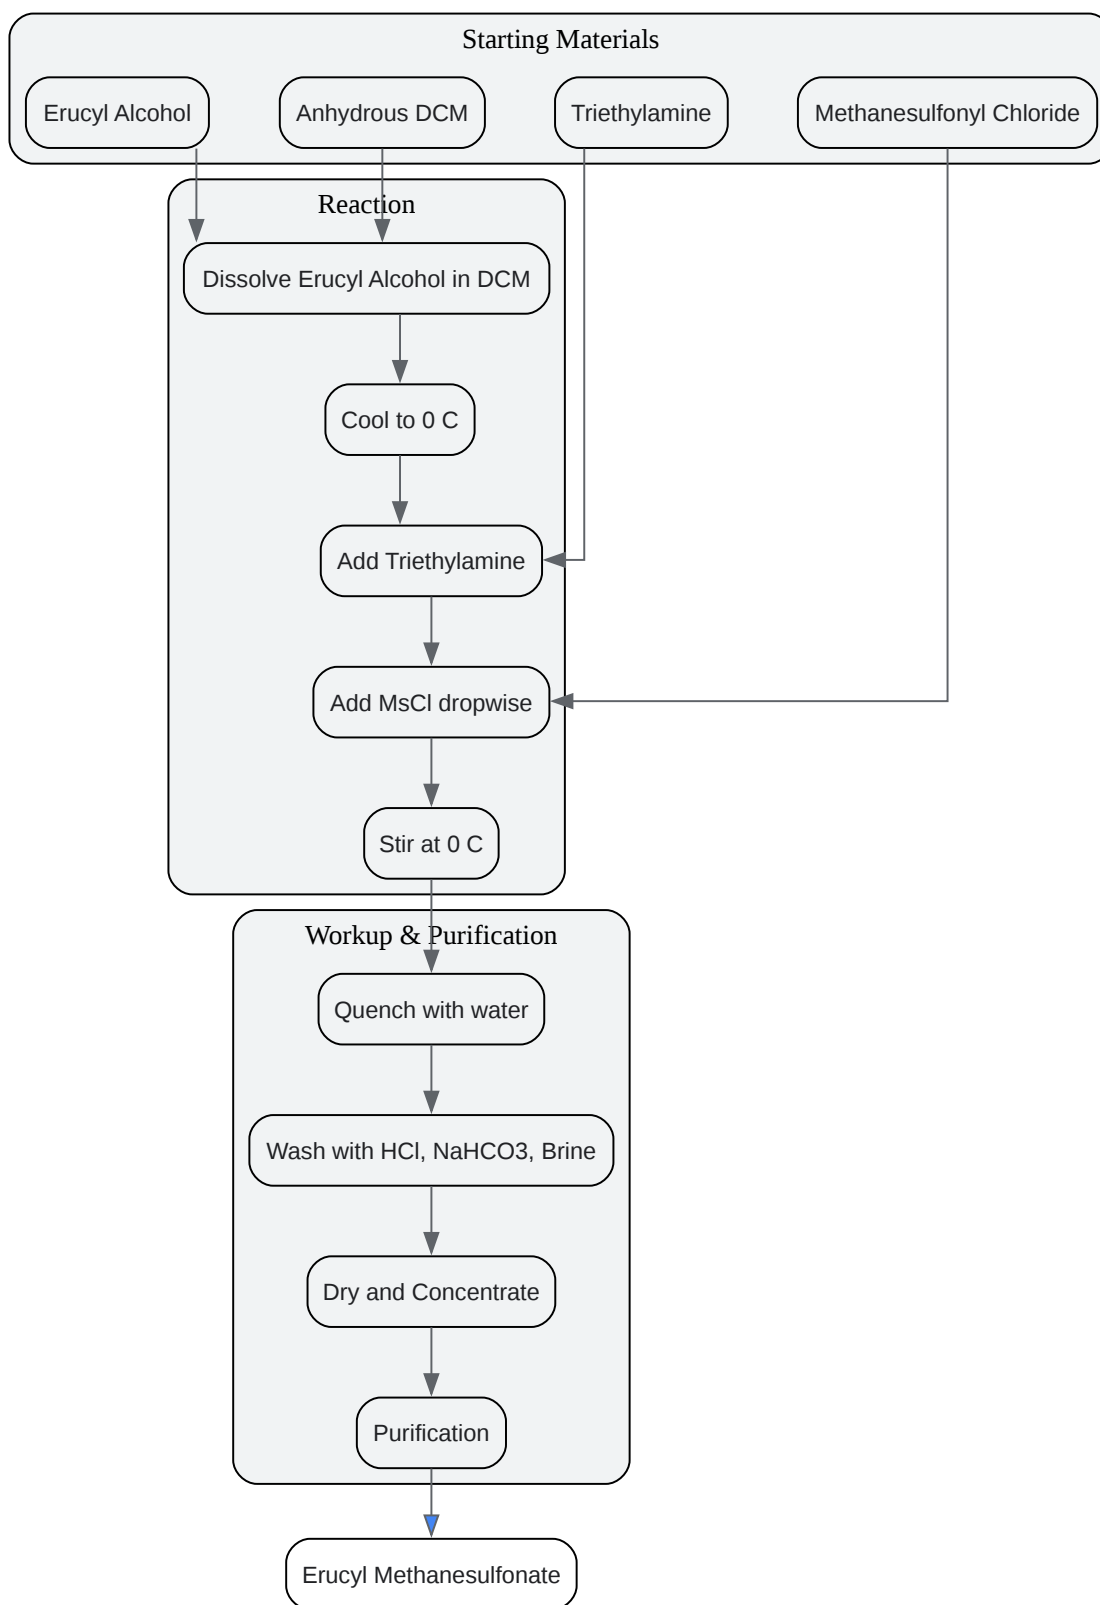 Starting Materials
Erucyl Alcohol
Anhydrous DCM
Triethylamine
Methanesulfonyl Chloride
Reaction
Dissolve Erucyl Alcohol in DCM
Cool to 0 C
Add Triethylamine
Add MsCl dropwise
Stir at 0 C
Workup & Purification
Quench with water
Wash with HCl, NaHCO3, Brine
Dry and Concentrate
Purification
Erucyl Methanesulfonate